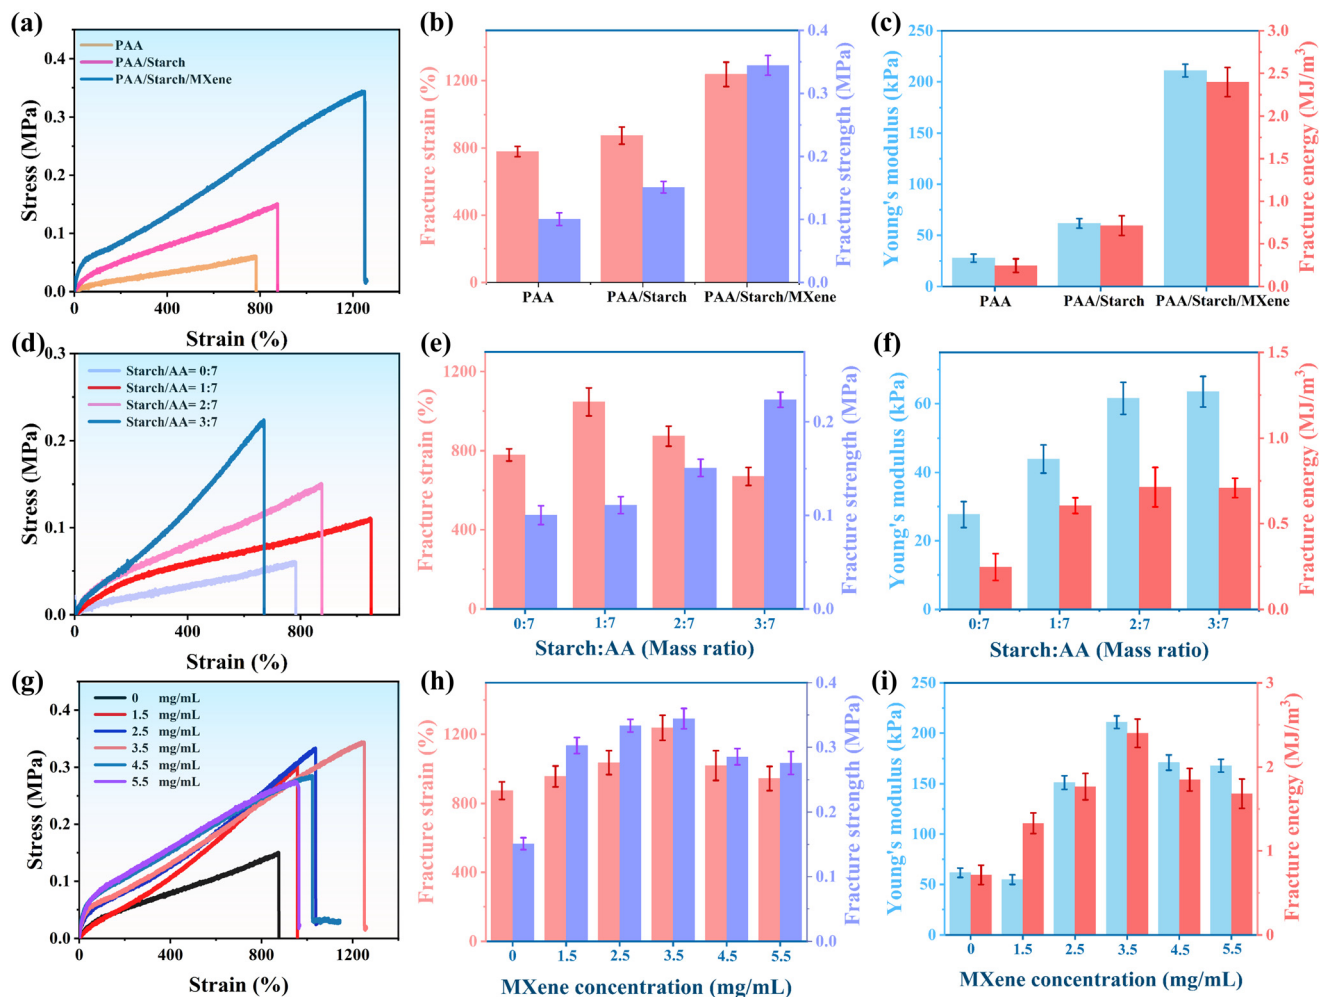 (a)
PAA
PAA/Starch
PAA/Starch/MXene
Stress (MPa)
0.4
0.3
0.2
0.1
0.0
0 400 800 1200
Strain (%)
(b)
Fracture strain (%)
1200
800
400
0
PAA PAA/Starch PAA/Starch/MXene
0.4
0.3
0.2
0.1
0.0
Fracture strength (MPa)
(c)
Young's modulus (kPa)
250
200
150
100
50
0
PAA PAA/Starch PAA/Starch/MXene
3.0
2.5
2.0
1.5
1.0
0.5
0.0
Fracture energy (MJ/m³)
(d)
Starch/AA= 0:7
Starch/AA= 1:7
Starch/AA= 2:7
Starch/AA= 3:7
Stress (MPa)
0.3
0.2
0.1
0.0
0 400 800
Strain (%)
(e)
Fracture strain (%)
1200
800
400
0
0:7 1:7 2:7 3:7
Starch:AA (Mass ratio)
0.2
0.1
0.0
Fracture strength (MPa)
(f)
Young's modulus (kPa)
60
40
20
0
0:7 1:7 2:7 3:7
Starch:AA (Mass ratio)
1.5
1.0
0.5
0.0
Fracture energy (MJ/m³)
(g)
0 mg/mL
1.5 mg/mL
2.5 mg/mL
3.5 mg/mL
4.5 mg/mL
5.5 mg/mL
Stress (MPa)
0.4
0.3
0.2
0.1
0.0
0 400 800 1200
Strain (%)
(h)
Fracture strain (%)
1200
800
400
0
0 1.5 2.5 3.5 4.5 5.5
MXene concentration (mg/mL)
0.4
0.3
0.2
0.1
0.0
Fracture strength (MPa)
(i)
Young's modulus (kPa)
250
200
150
100
50
0
0 1.5 2.5 3.5 4.5 5.5
MXene concentration (mg/mL)
3
2
1
0
Fracture energy (MJ/m³)